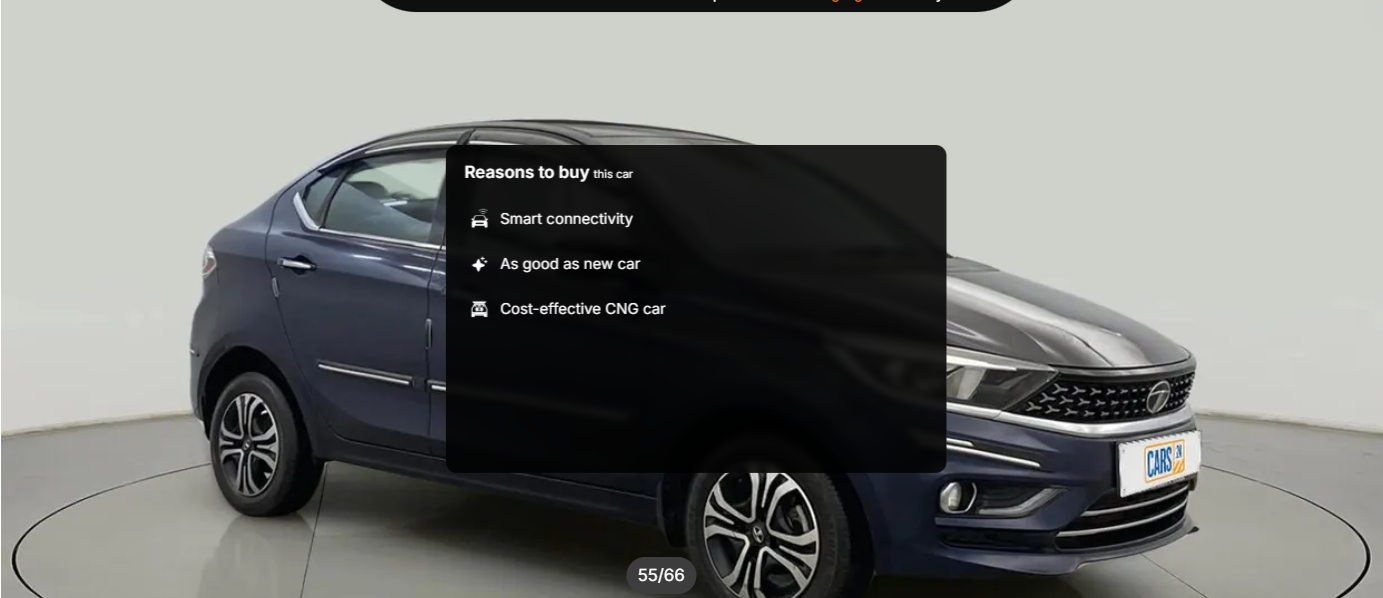 Reasons to buy this car
Smart connectivity
As good as new car
Cost-effective CNG car
CARS 24
55/66